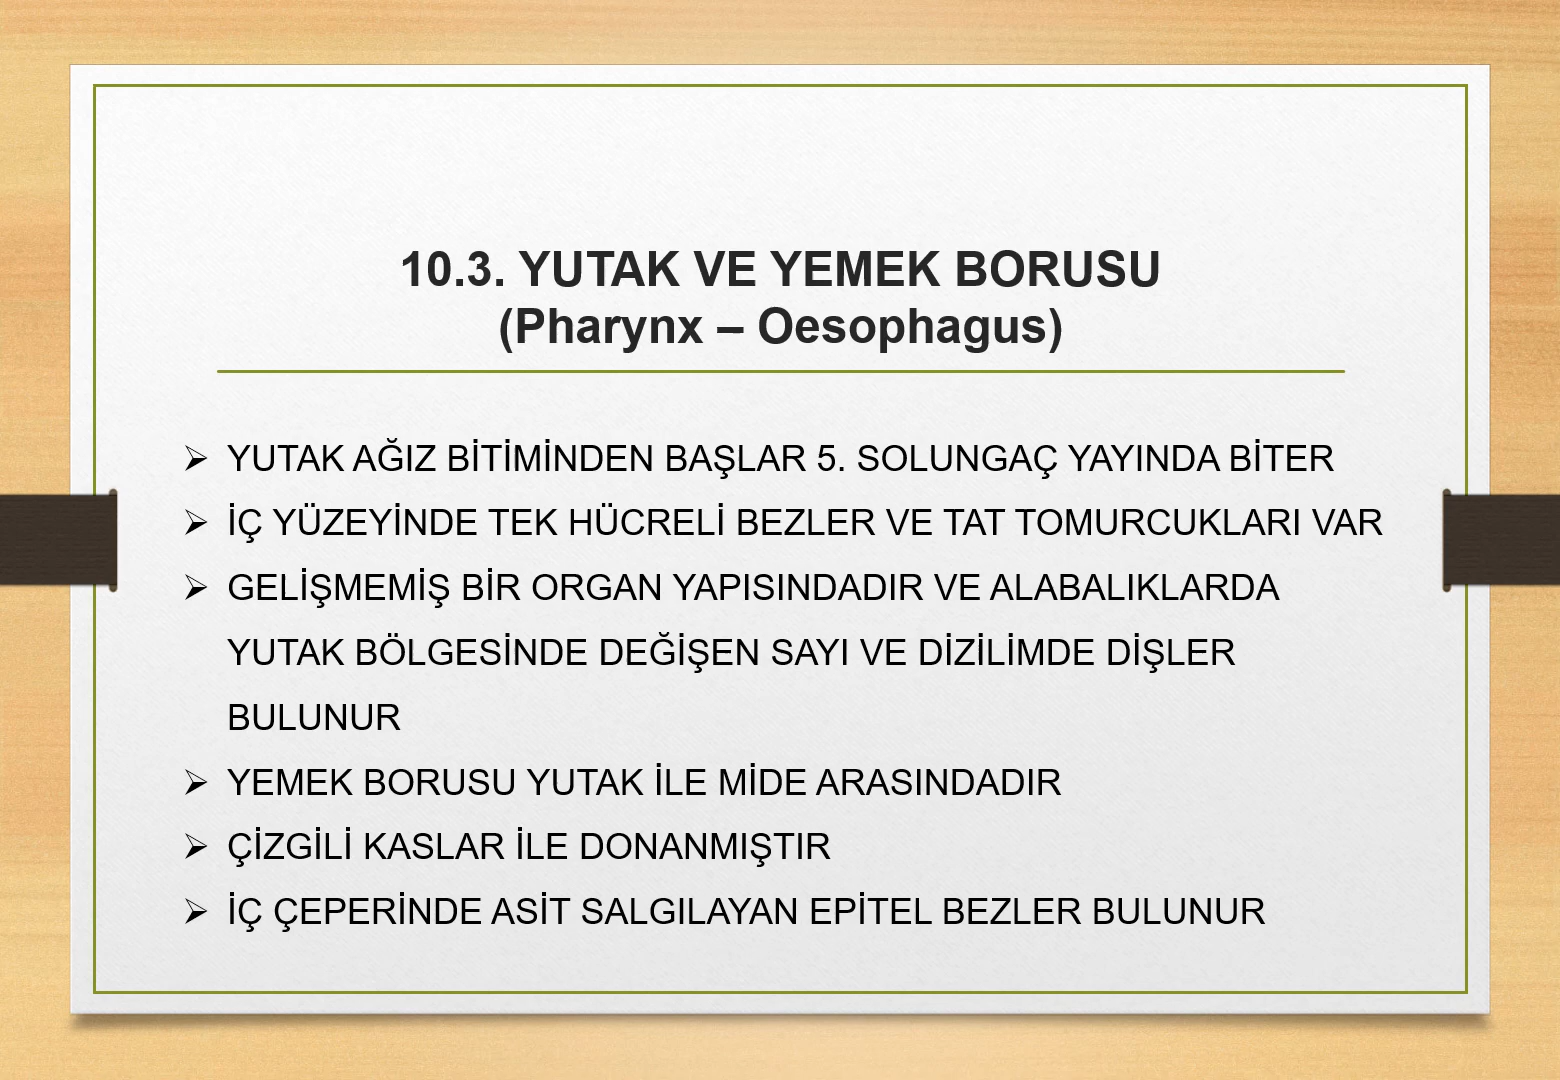 10.3. YUTAK VE YEMEK BORUSU
(Pharynx – Oesophagus)
➢ YUTAK AĞIZ BİTİMİNDEN BAŞLAR 5. SOLUNGAÇ YAYINDA BİTER
➢ İÇ YÜZEYİNDE TEK HÜCRELİ BEZLER VE TAT TOMURCUKLARI VAR
➢ GELİŞMEMİŞ BİR ORGAN YAPISINDADIR VE ALABALIKLARDA
YUTAK BÖLGESİNDE DEĞİŞEN SAYI VE DİZİLİMDE DİŞLER
BULUNUR
➢ YEMEK BORUSU YUTAK İLE MİDE ARASINDADIR
➢ ÇİZGİLİ KASLAR İLE DONANMIŞTIR
➢ İÇ ÇEPERİNDE ASİT SALGILAYAN EPİTEL BEZLER BULUNUR